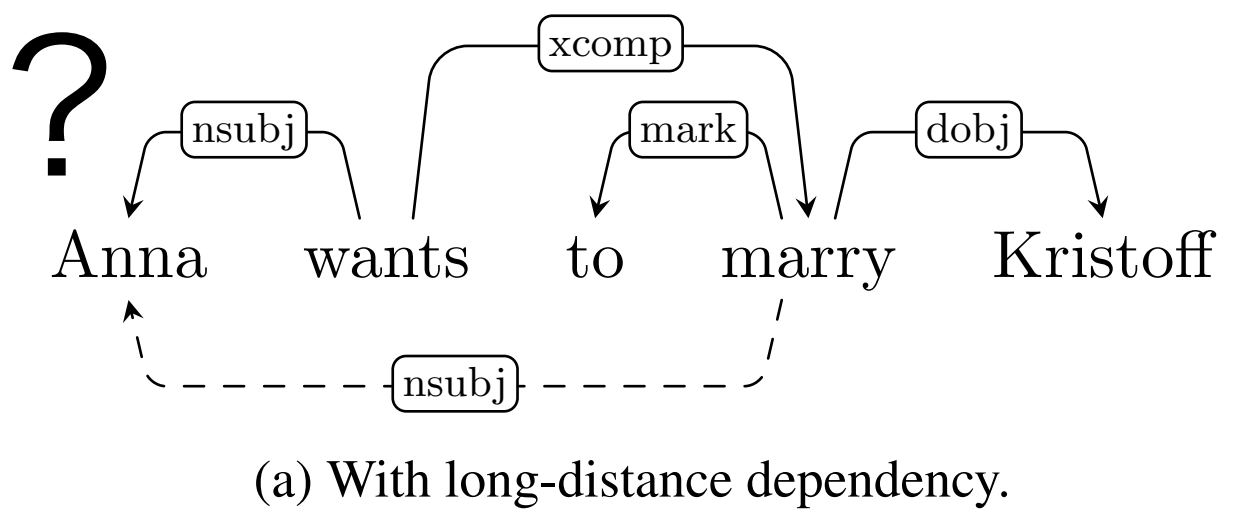 ?
xcomp
nsubj mark dobj
Anna wants to marry Kristoff
nsubj
(a) With long-distance dependency.